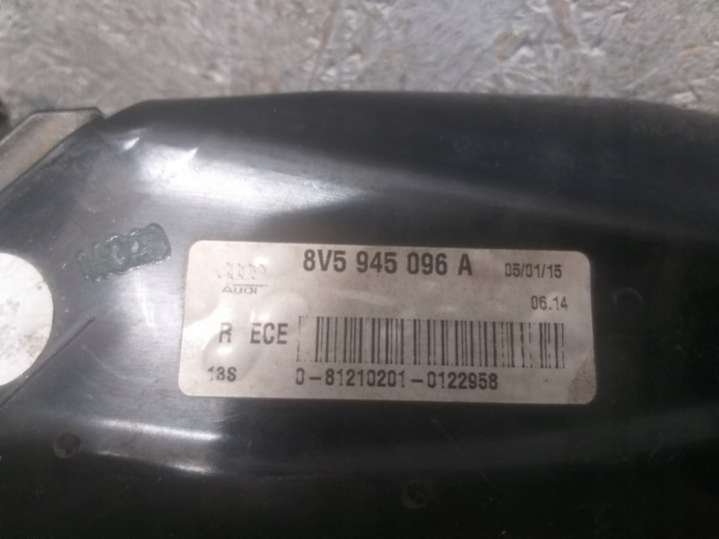 8V5 945 096 A 05/01/15
AUDI 06.14
R ECE
18S 0-81210201-0122958